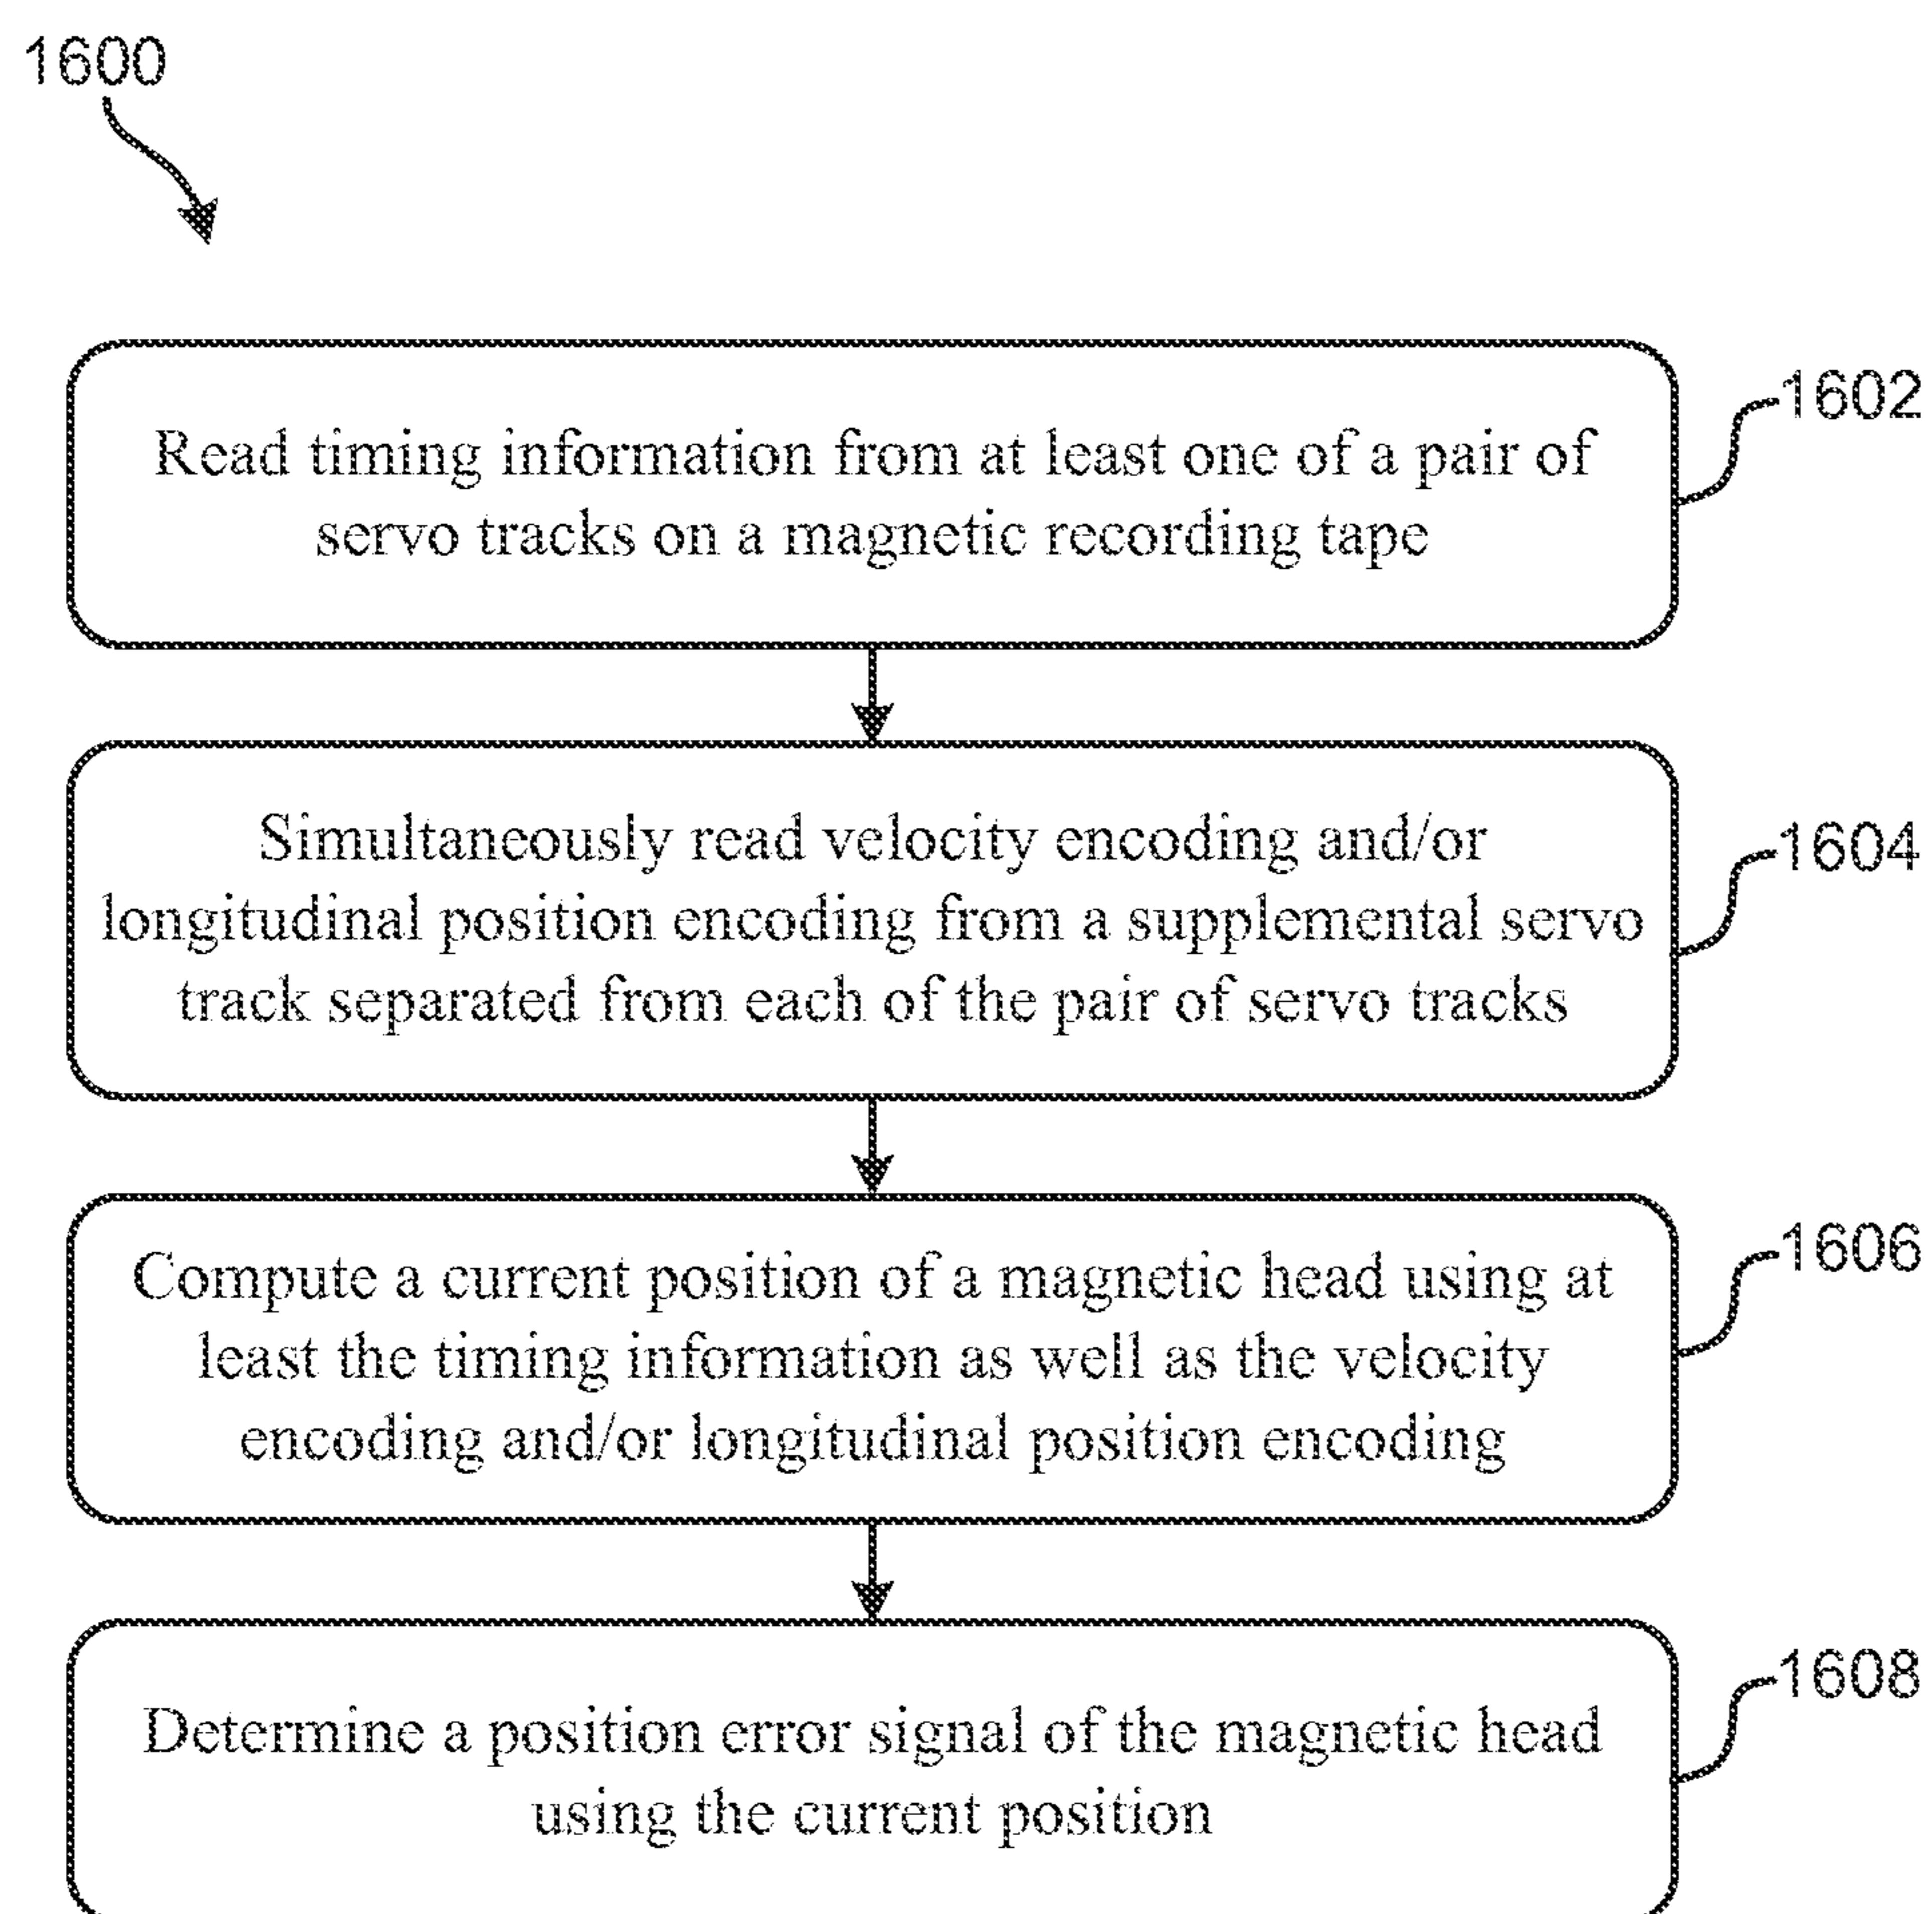 1600
Read timing information from at least one of a pair of
servo tracks on a magnetic recording tape
1602
Simultaneously read velocity encoding and/or
longitudinal position encoding from a supplemental servo
track separated from each of the pair of servo tracks
1604
Compute a current position of a magnetic head using at
least the timing information as well as the velocity
encoding and/or longitudinal position encoding
1606
Determine a position error signal of the magnetic head
using the current position
1608